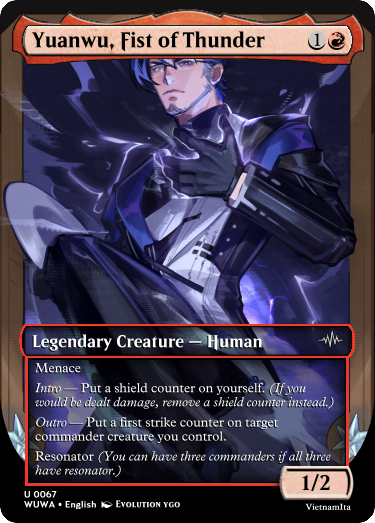 Yuanwu, Fist of Thunder 1
Legendary Creature — Human
Menace
Intro — Put a shield counter on yourself. (If you
would be dealt damage, remove a shield counter instead.)
Outro — Put a first strike counter on target
commander creature you control.
Resonator (You can have three commanders if all three
have resonator.)
1/2
U 0067
WUWA • English Evolution YGO
VietnamIta